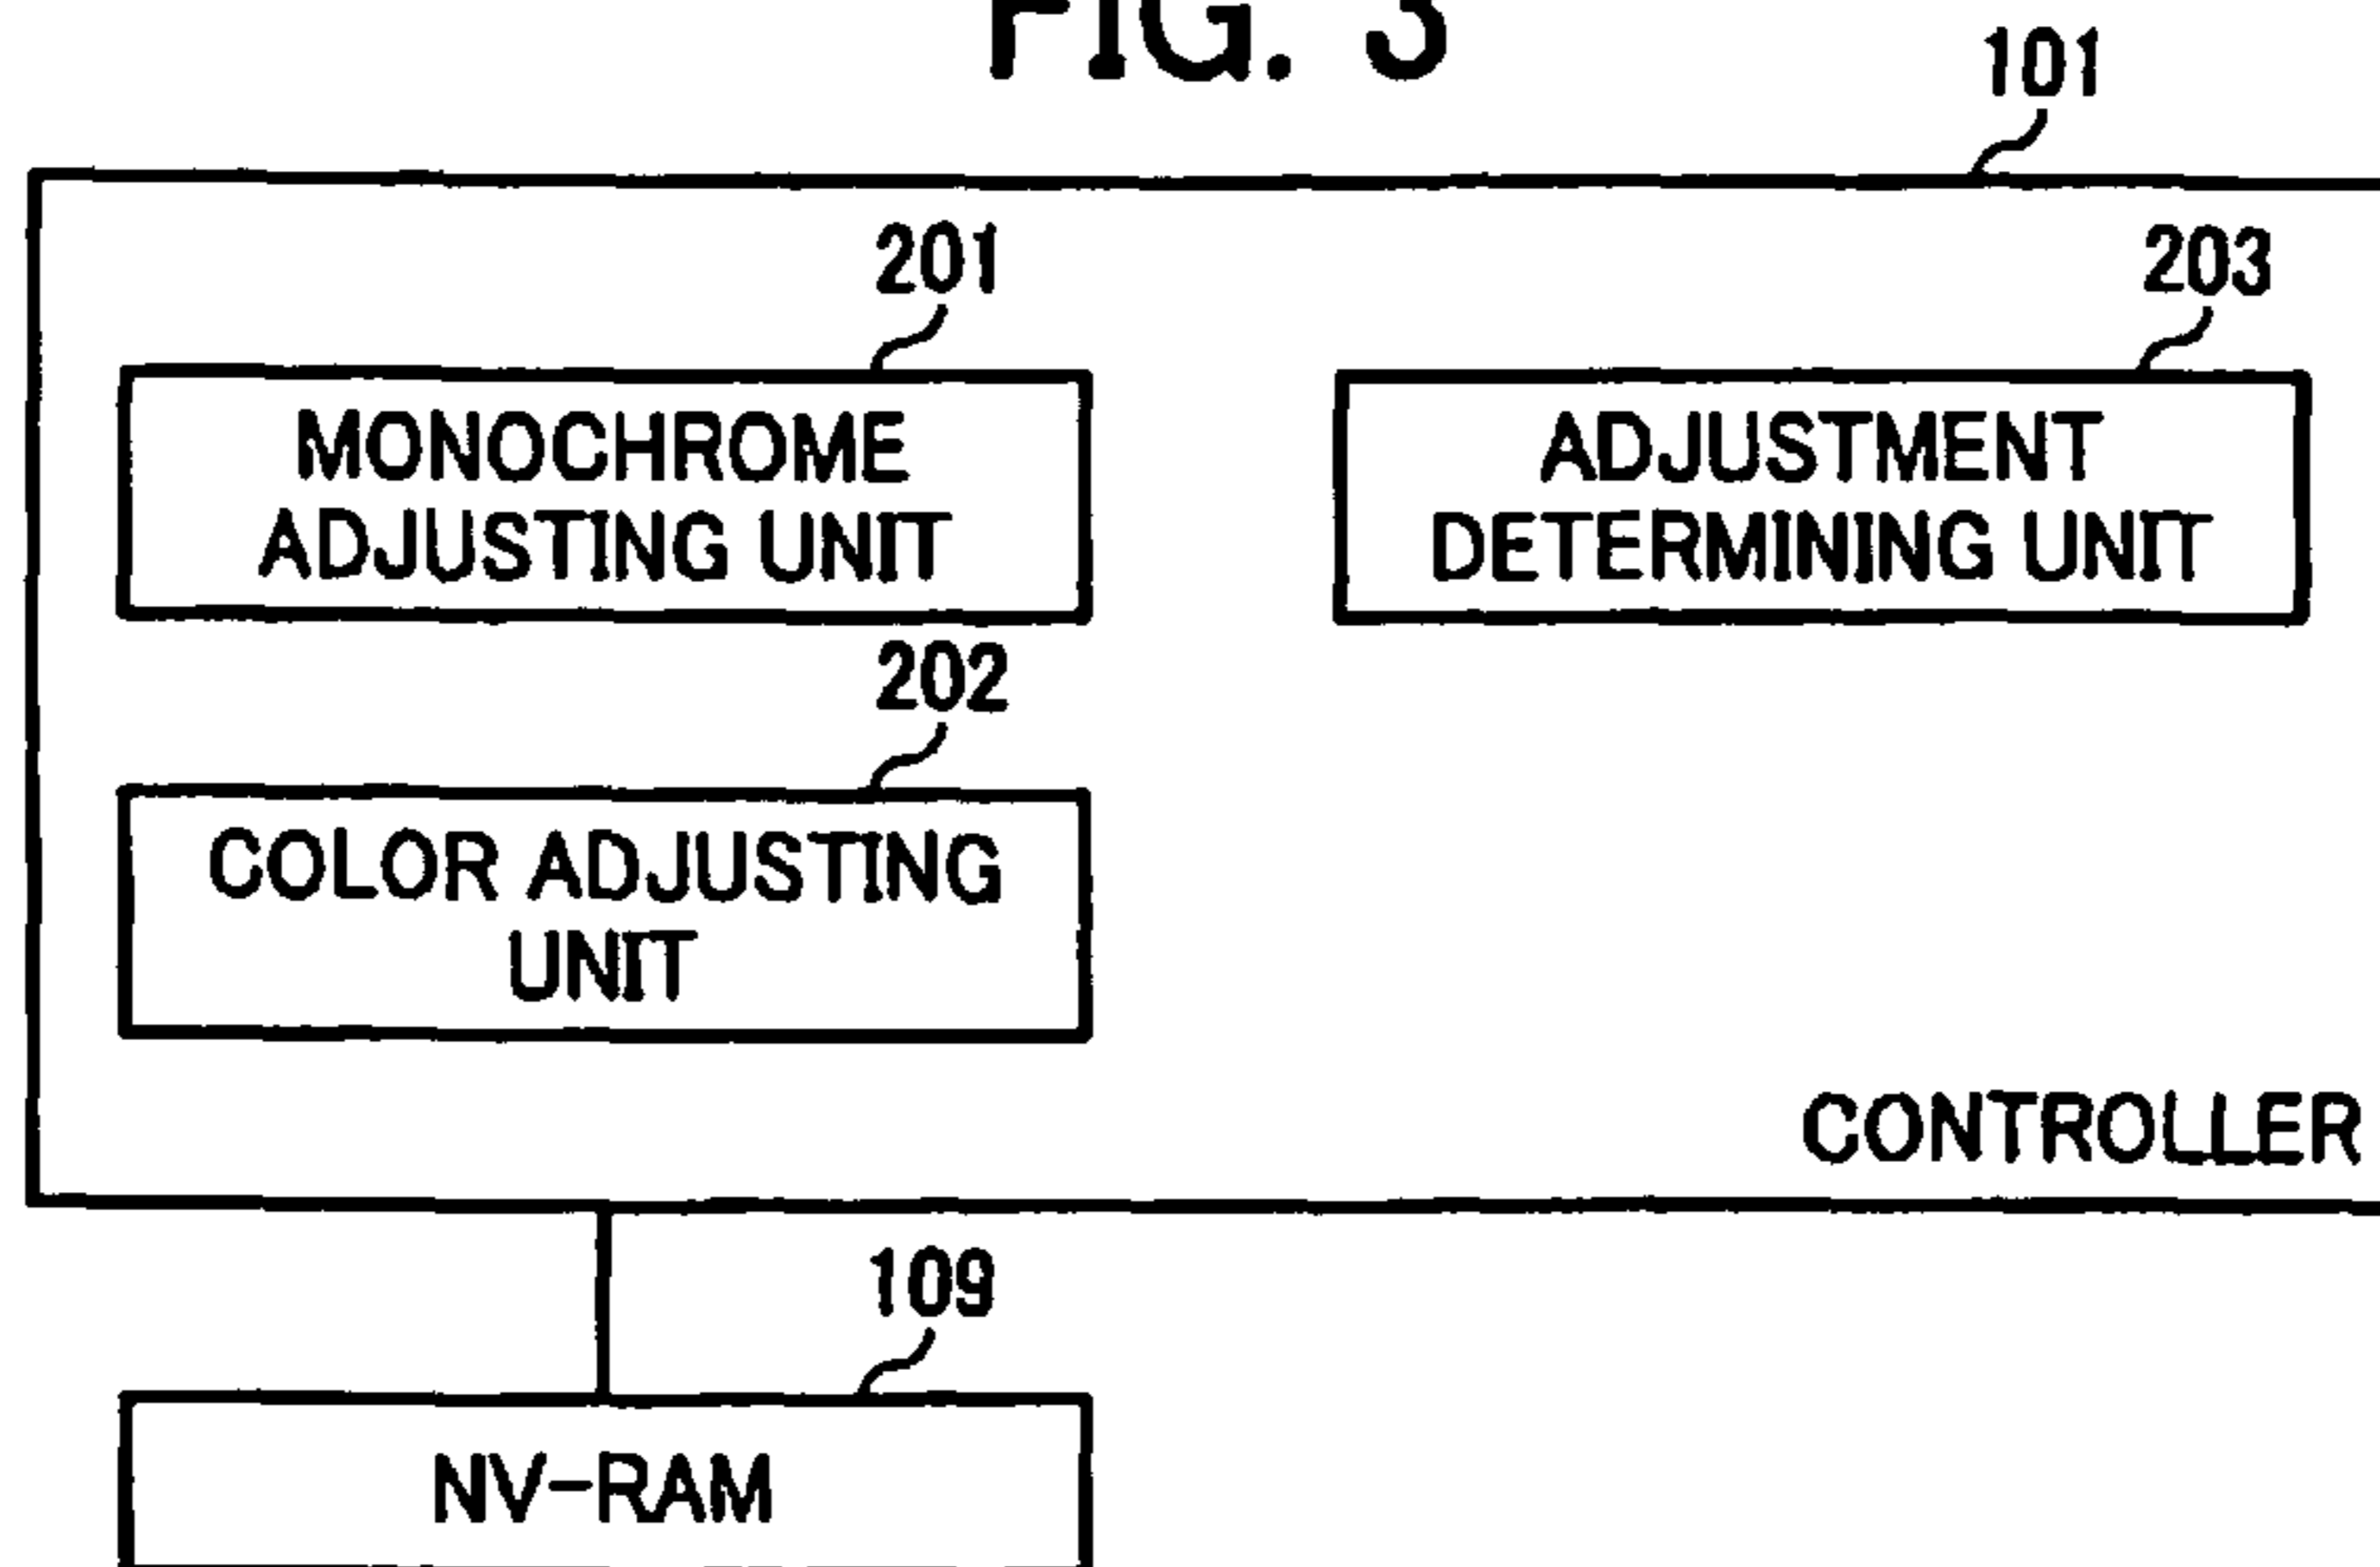 FIG. 3
101
201
203
MONOCHROME
ADJUSTING UNIT
ADJUSTMENT
DETERMINING UNIT
202
COLOR ADJUSTING
UNIT
CONTROLLER
109
NV-RAM